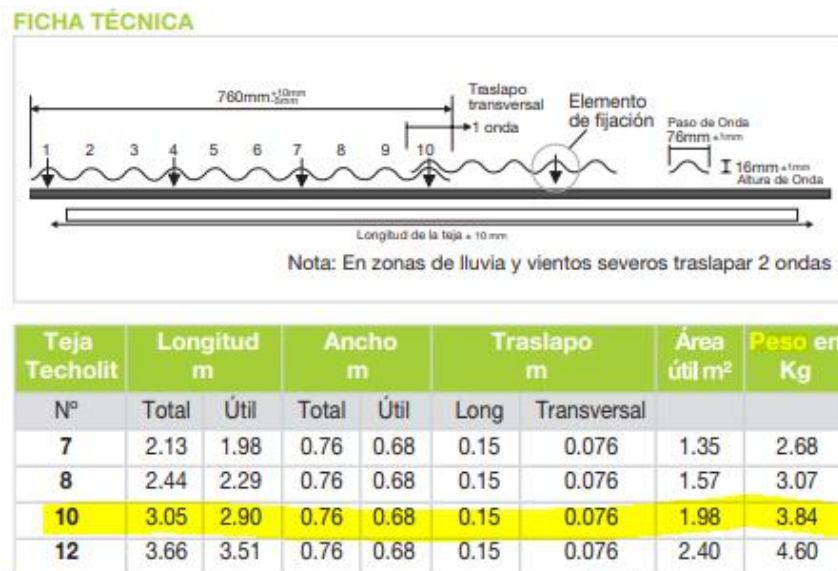 FICHA TÉCNICA
760mm +10mm -5mm
Traslapo
transversal
1 onda
Elemento
de fijación
Paso de Onda
76mm ±1mm
1 2 3 4 5 6 7 8 9 10
16mm ±1mm
Altura de Onda
Longitud de la teja ± 10 mm
Nota: En zonas de lluvia y vientos severos traslapar 2 ondas
Teja Longitud Ancho Traslapo Área Peso en
Techolit m m m útil m² Kg
Nº Total Útil Total Útil Long Transversal
7 2.13 1.98 0.76 0.68 0.15 0.076 1.35 2.68
8 2.44 2.29 0.76 0.68 0.15 0.076 1.57 3.07
10 3.05 2.90 0.76 0.68 0.15 0.076 1.98 3.84
12 3.66 3.51 0.76 0.68 0.15 0.076 2.40 4.60